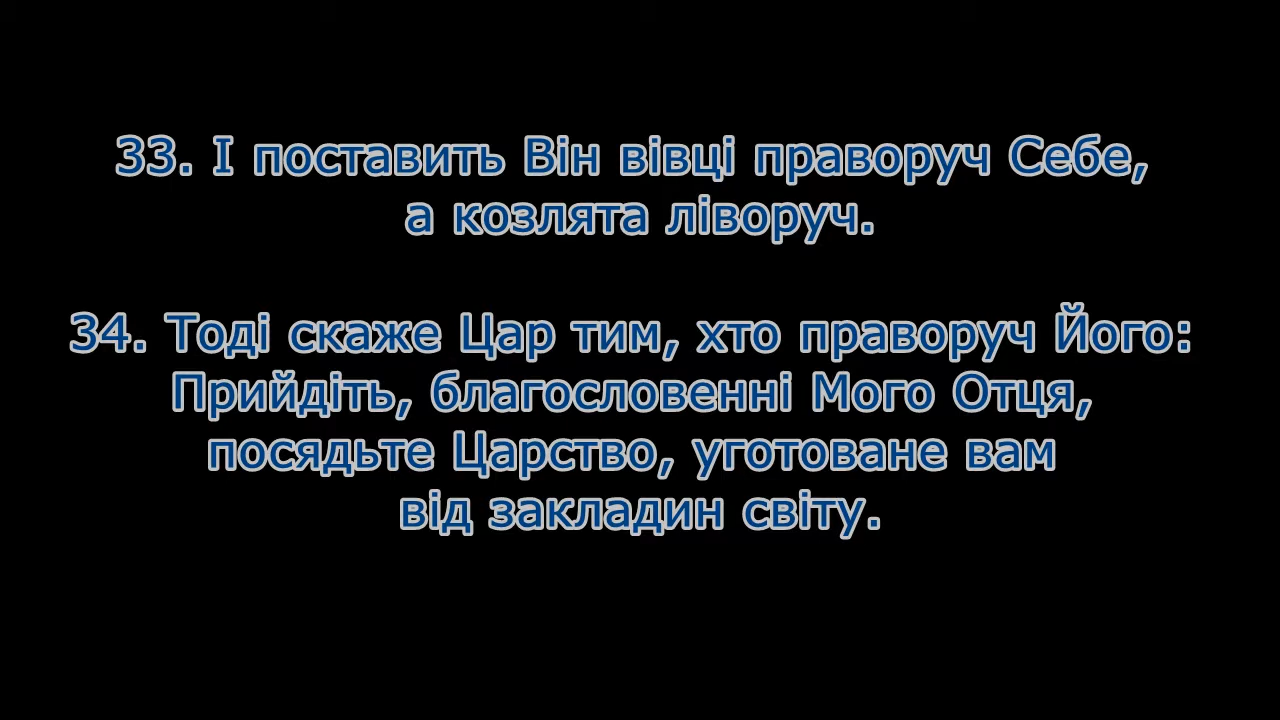 33. І поставить Він вівці праворуч Себе,
а козлята ліворуч.
34. Тоді скаже Цар тим, хто праворуч Його:
Прийдіть, благословенні Мого Отця,
посядьте Царство, уготоване вам
від закладин світу.